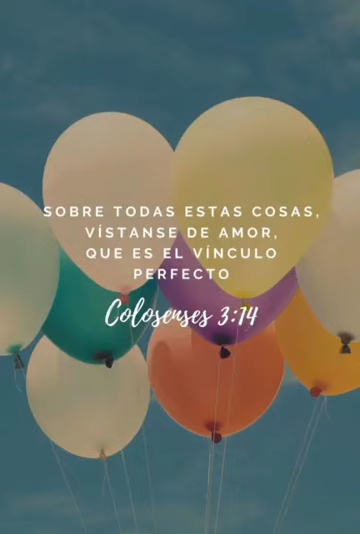 SOBRE TODAS ESTAS COSAS,
VÍSTANSE DE AMOR,
QUE ES EL VÍNCULO
PERFECTO
Colosenses 3:14